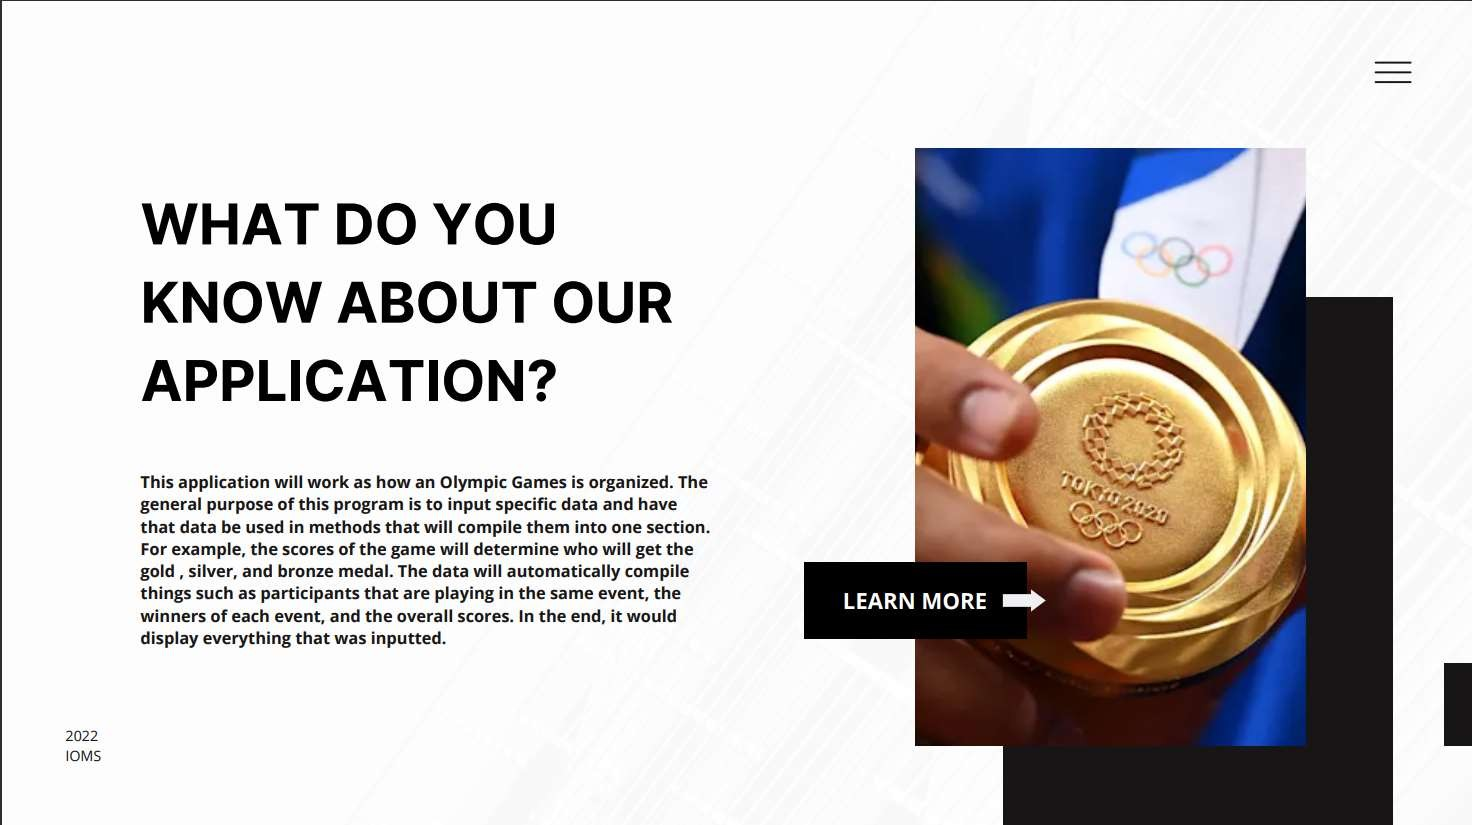 WHAT DO YOU
KNOW ABOUT OUR
APPLICATION?
This application will work as how an Olympic Games is organized. The
general purpose of this program is to input specific data and have
that data be used in methods that will compile them into one section.
For example, the scores of the game will determine who will get the
gold , silver, and bronze medal. The data will automatically compile
things such as participants that are playing in the same event, the
winners of each event, and the overall scores. In the end, it would
display everything that was inputted.
TOKYO 2020
LEARN MORE
2022
IOMS